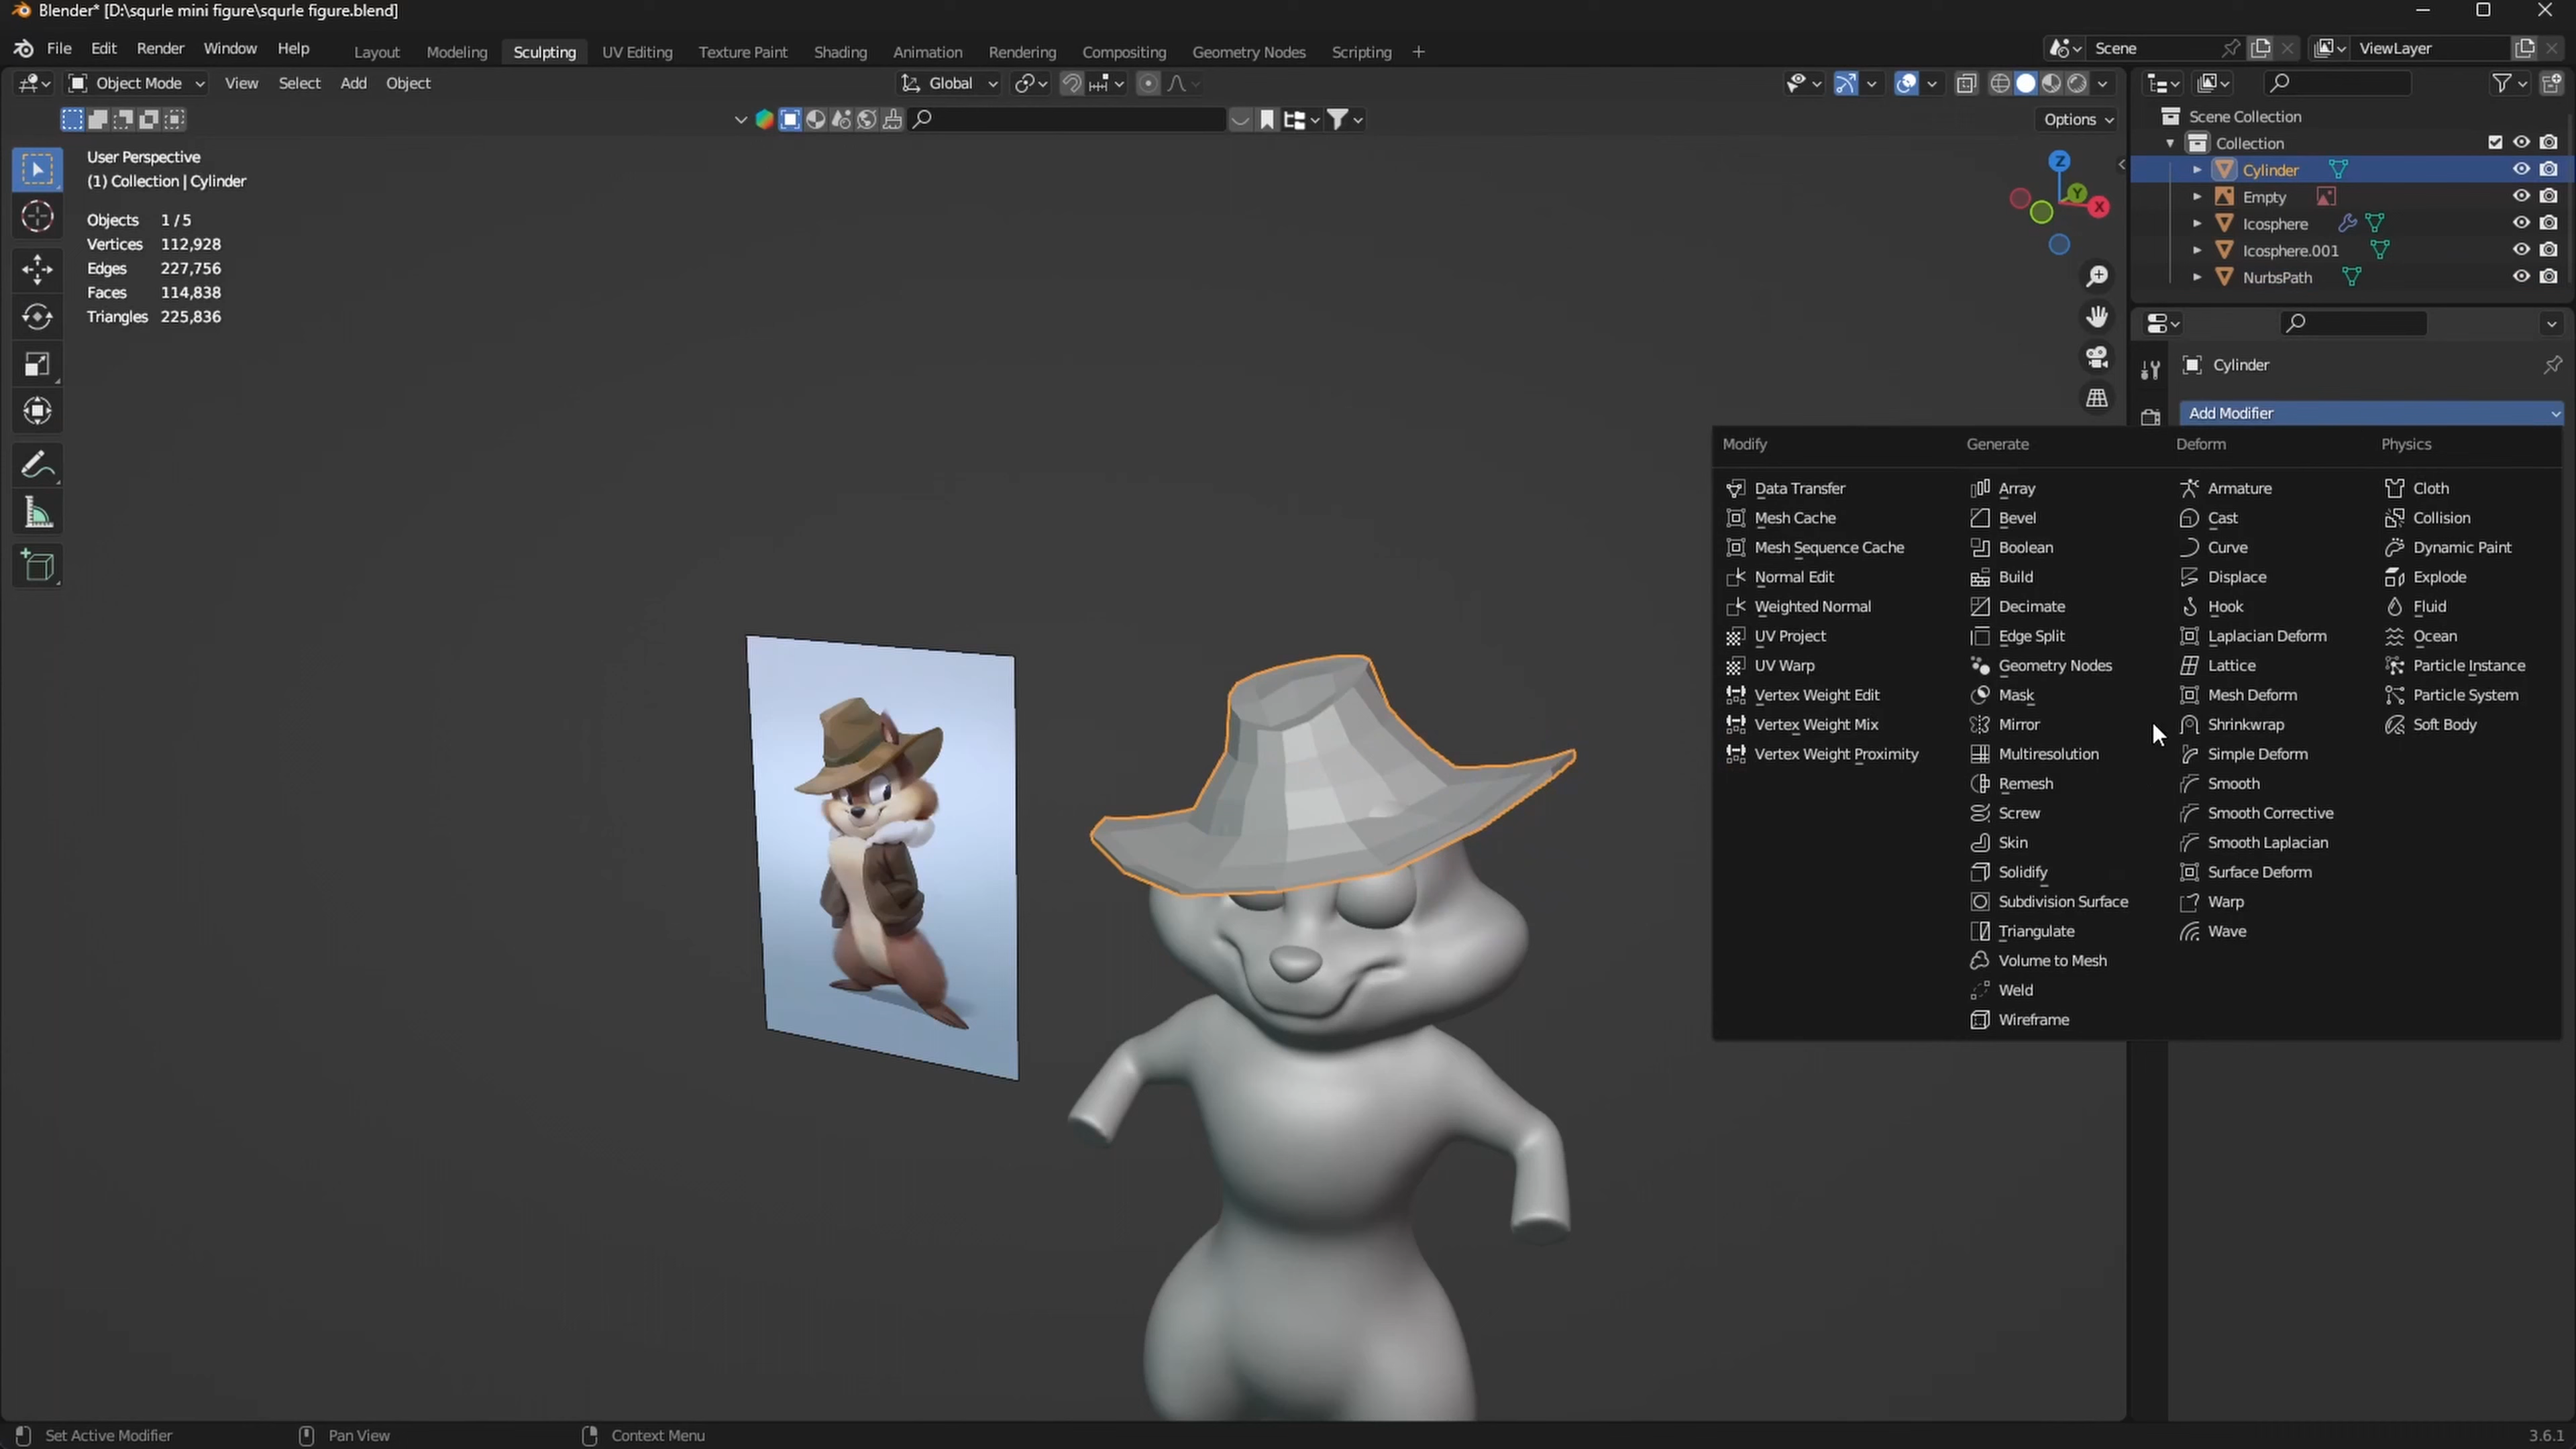 Blender* [D:\squrle mini figure\squrle figure.blend]
File Edit Render Window Help Layout Modeling Sculpting UV Editing Texture Paint Shading Animation Rendering Compositing Geometry Nodes Scripting + Scene ViewLayer
Object Mode View Select Add Object Global
Options
User Perspective
(1) Collection | Cylinder
Objects 1 / 5
Vertices 112,928
Edges 227,756
Faces 114,838
Triangles 225,836
Z
Y
X
Scene Collection
Collection
Cylinder
Empty
Icosphere
Icosphere.001
NurbsPath
Cylinder
Add Modifier
Modify Generate Deform Physics
Data Transfer Array Armature Cloth
Mesh Cache Bevel Cast Collision
Mesh Sequence Cache Boolean Curve Dynamic Paint
Normal Edit Build Displace Explode
Weighted Normal Decimate Hook Fluid
UV Project Edge Split Laplacian Deform Ocean
UV Warp Geometry Nodes Lattice Particle Instance
Vertex Weight Edit Mask Mesh Deform Particle System
Vertex Weight Mix Mirror Shrinkwrap Soft Body
Vertex Weight Proximity Multiresolution Simple Deform
Remesh Smooth
Screw Smooth Corrective
Skin Smooth Laplacian
Solidify Surface Deform
Subdivision Surface Warp
Triangulate Wave
Volume to Mesh
Weld
Wireframe
Set Active Modifier Pan View Context Menu 3.6.1